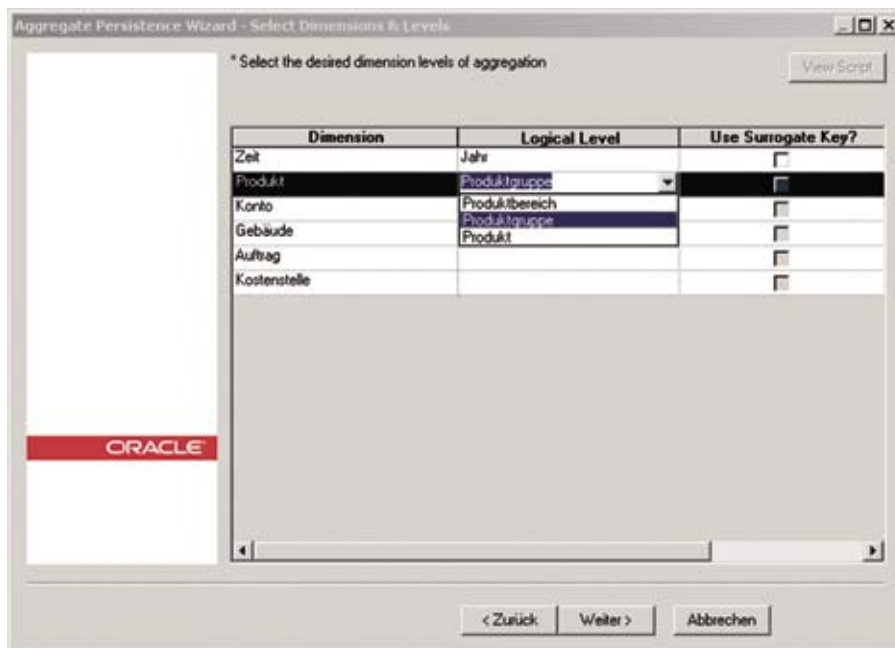 Aggregate Persistence Wizard - Select Dimensions & Levels
* Select the desired dimension levels of aggregation
View Script
Dimension Logical Level Use Surrogate Key?
Zeit Jahr
Produkt Produktgruppe
Konto Produktbereich
Produktgruppe
Gebäude Produkt
Auftrag
Kostenstelle
ORACLE
< Zurück Weiter > Abbrechen